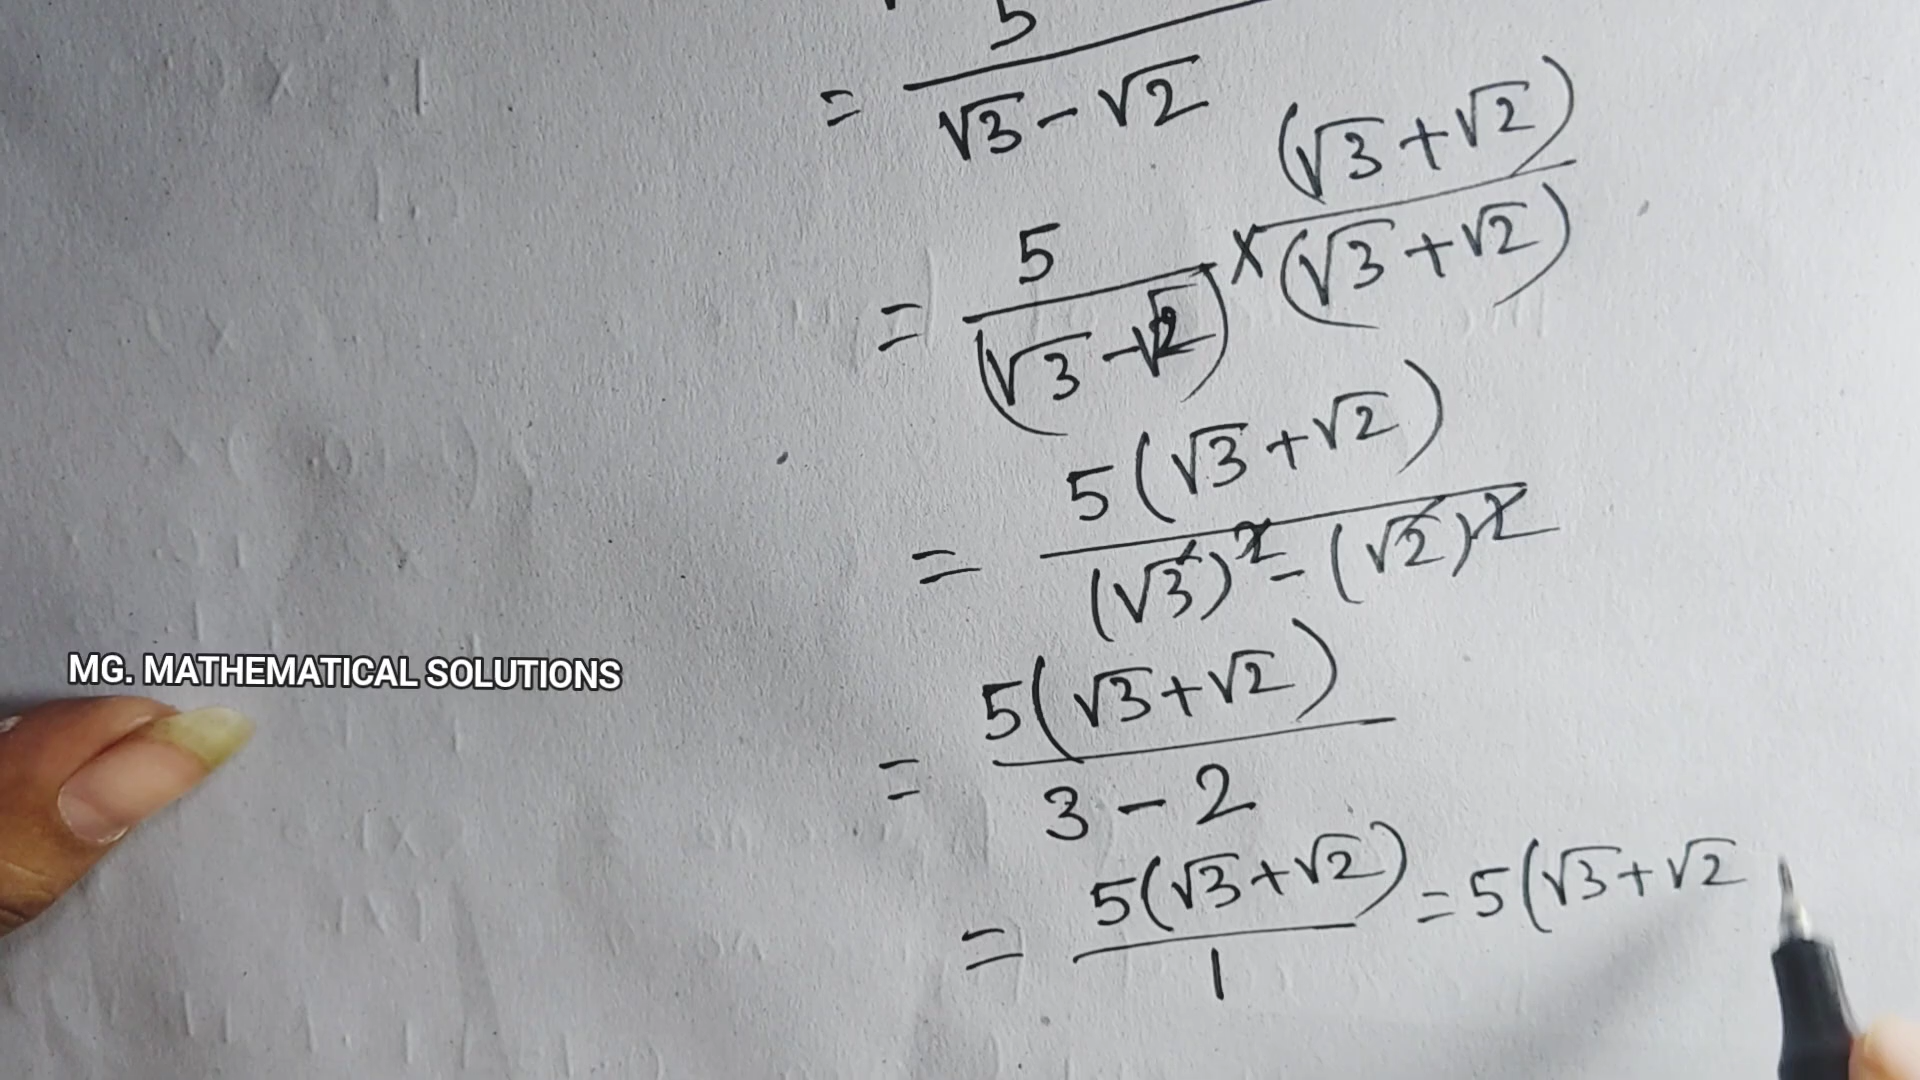 = 5/(√3 - √2)
= 5/(√3 - √2) × (√3 + √2)/(√3 + √2)
= 5(√3 + √2)/((√3)² - (√2)²)
= 5(√3 + √2)/(3 - 2)
= 5(√3 + √2)/1 = 5(√3 + √2
MG. MATHEMATICAL SOLUTIONS